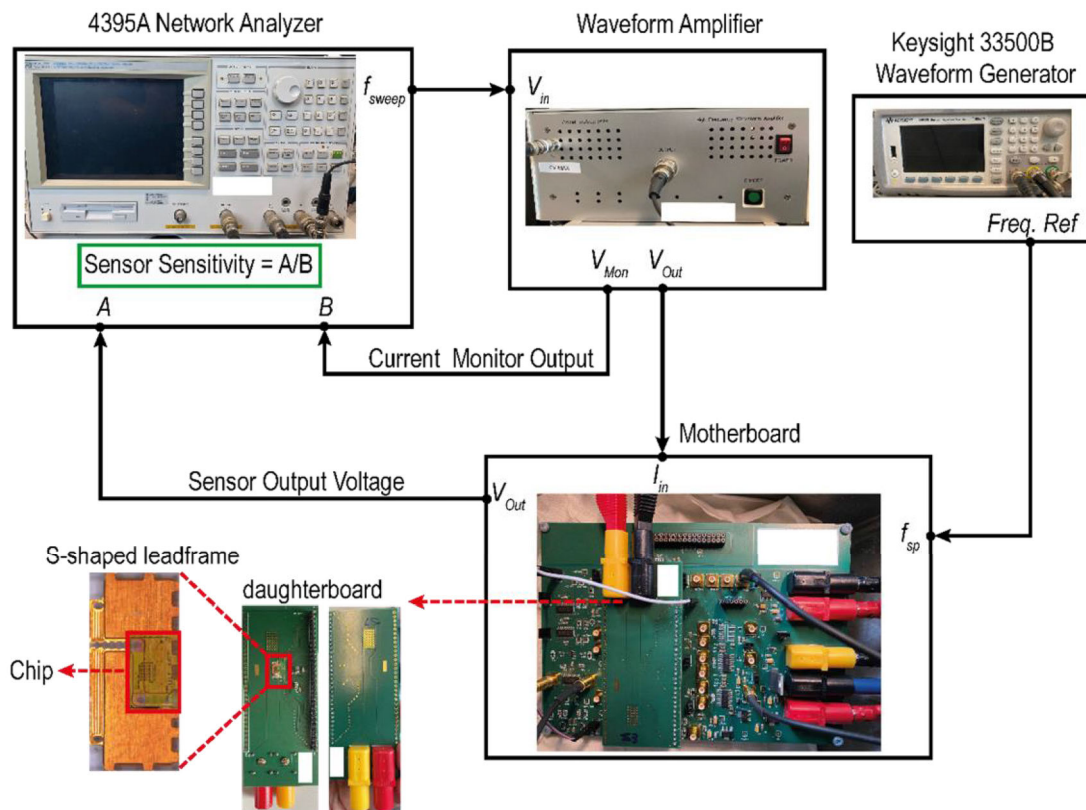 4395A Network Analyzer
Waveform Amplifier
Keysight 33500B
Waveform Generator
f_sweep
V_in
POWER
Freq. Ref
Sensor Sensitivity = A/B
V_Mon
V_Out
A
B
Current Monitor Output
Motherboard
Sensor Output Voltage
V_Out
I_in
f_sp
S-shaped leadframe
daughterboard
Chip